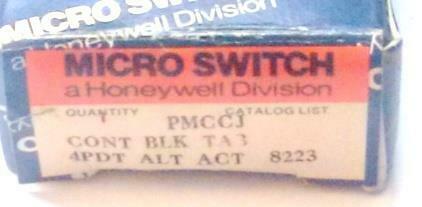 MICRO SWITCH
a Honeywell Division
MICRO SWITCH
a Honeywell Division
QUANTITY CATALOG LIST
1 PMCCJ
CONT BLK TAB
4PDT ALT ACT 8223